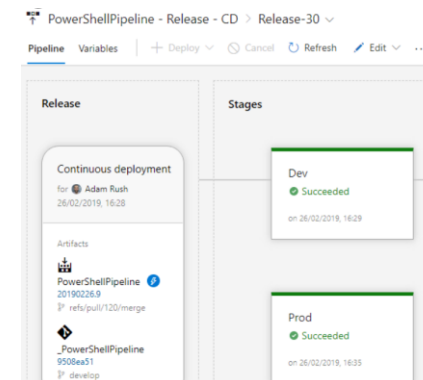 PowerShellPipeline - Release - CD > Release-30
Pipeline Variables + Deploy Cancel Refresh Edit ...
Release
Stages
Continuous deployment
for Adam Rush
26/02/2019, 16:28
Artifacts
PowerShellPipeline
20190226.9
refs/pull/120/merge
_PowerShellPipeline
9508ea51
develop
Dev
Succeeded
on 26/02/2019, 16:29
Prod
Succeeded
on 26/02/2019, 16:35